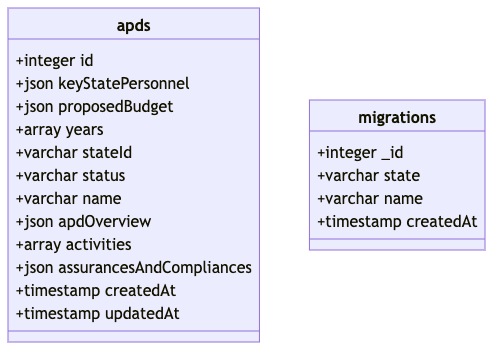 apds
+integer id
+json keyStatePersonnel
+json proposedBudget
+array years
+varchar stateId
+varchar status
+varchar name
+json apdOverview
+array activities
+json assurancesAndCompliances
+timestamp createdAt
+timestamp updatedAt
migrations
+integer _id
+varchar state
+varchar name
+timestamp createdAt